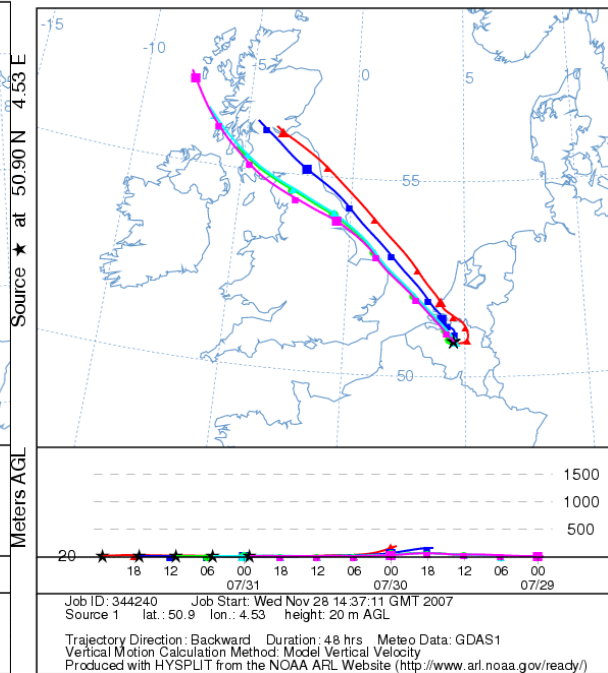 -15
-10
-5
0
5
55
50
Source ★ at 50.90 N 4.53 E
Meters AGL
1500
1000
500
20
18 12 06 00 18 12 06 00 18 12 06 00
07/31 07/30 07/29
Job ID: 344240 Job Start: Wed Nov 28 14:37:11 GMT 2007
Source 1 lat.: 50.9 lon.: 4.53 height: 20 m AGL
Trajectory Direction: Backward Duration: 48 hrs Meteo Data: GDAS1
Vertical Motion Calculation Method: Model Vertical Velocity
Produced with HYSPLIT from the NOAA ARL Website (http://www.arl.noaa.gov/ready/)